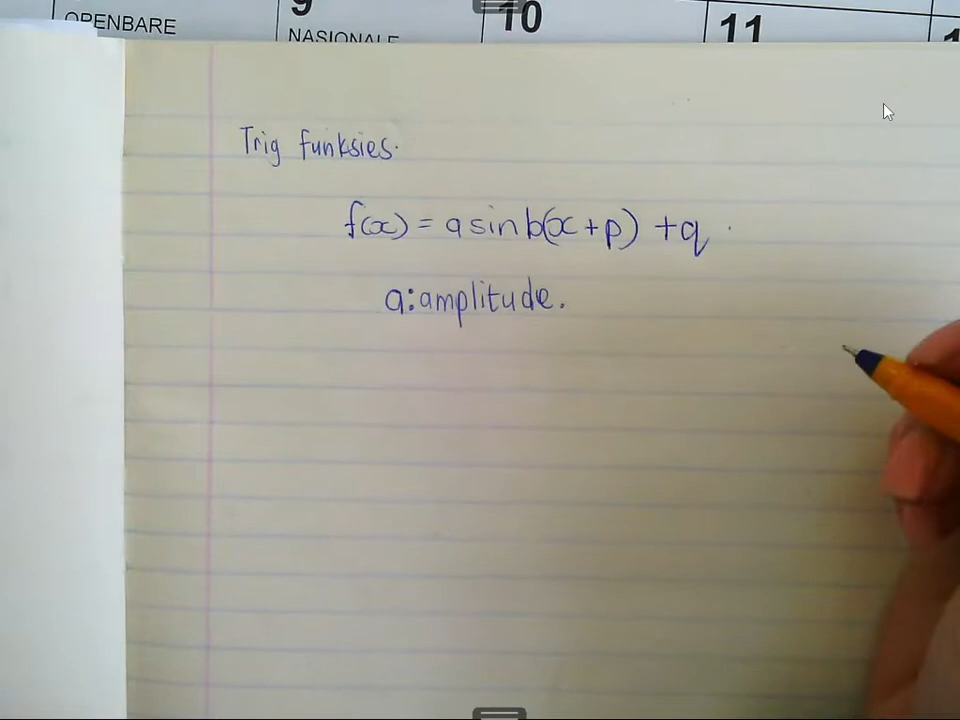 OPENBARE
9
NASIONALE
10
11
Trig funksies.
f(x) = a sin b(x + p) + q.
a: amplitude.